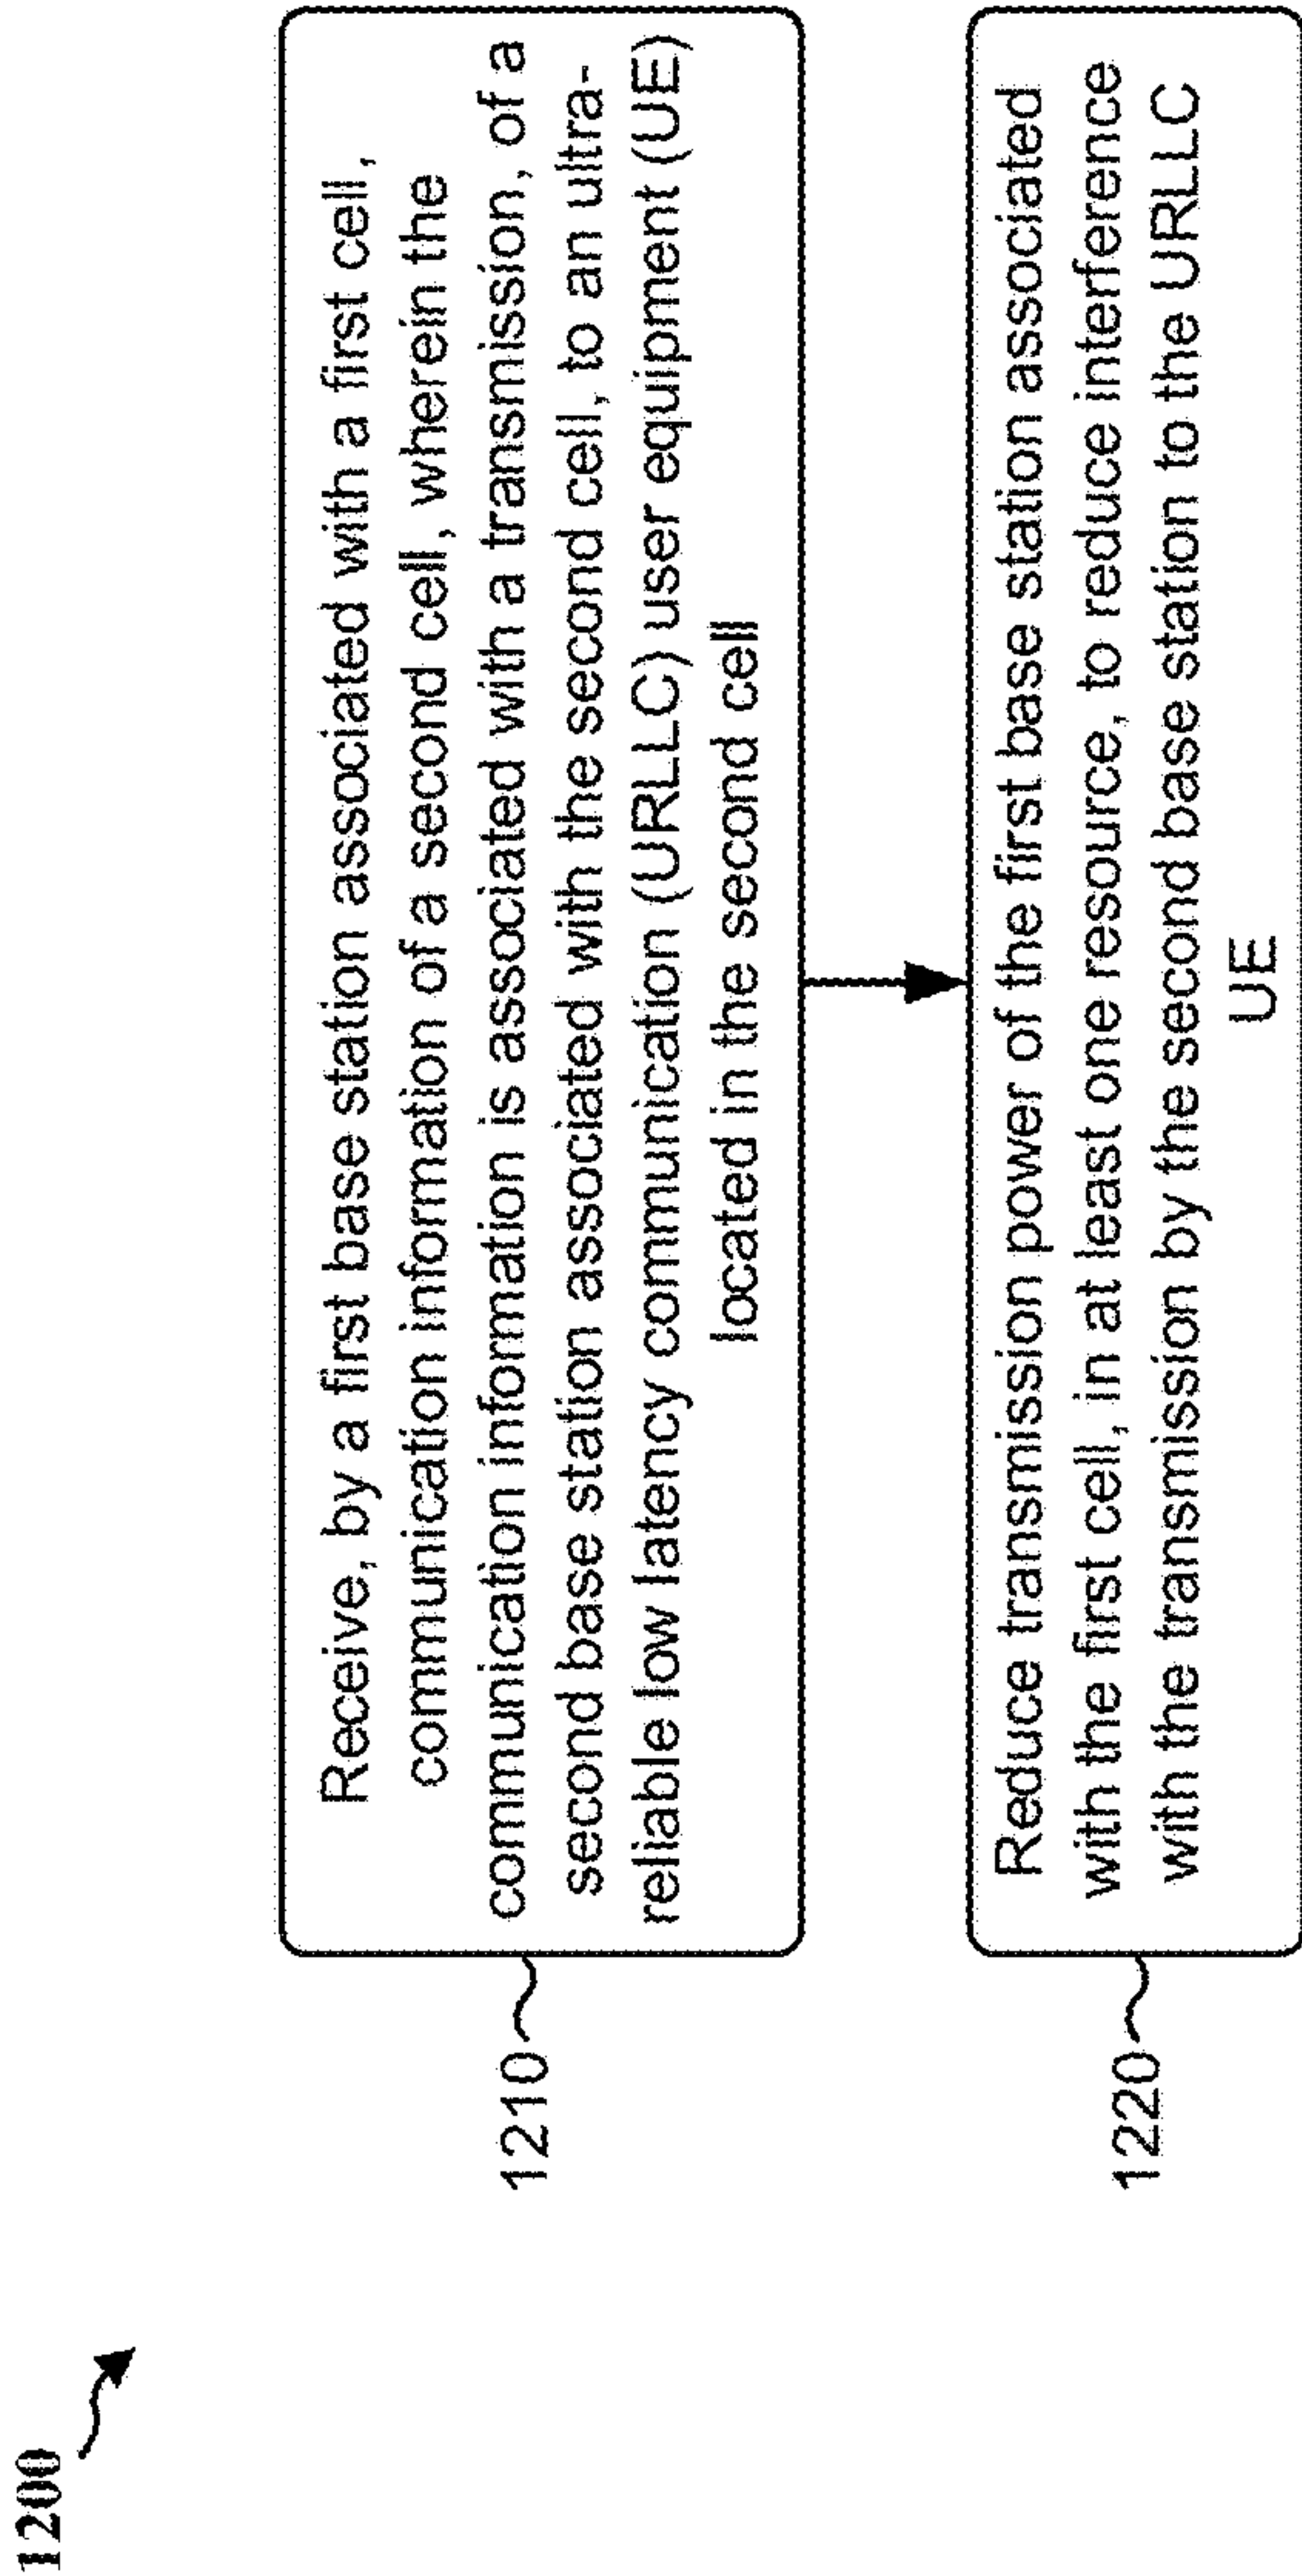 1200
1210
Receive, by a first base station associated with a first cell,
communication information of a second cell, wherein the
communication information is associated with a transmission, of a
second base station associated with the second cell, to an ultra-
reliable low latency communication (URLLC) user equipment (UE)
located in the second cell
1220
Reduce transmission power of the first base station associated
with the first cell, in at least one resource, to reduce interference
with the transmission by the second base station to the URLLC
UE